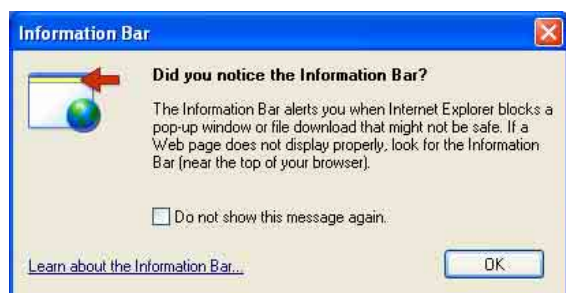 Information Bar
Did you notice the Information Bar?
The Information Bar alerts you when Internet Explorer blocks a
pop-up window or file download that might not be safe. If a
Web page does not display properly, look for the Information
Bar (near the top of your browser).
Do not show this message again.
Learn about the Information Bar...
OK